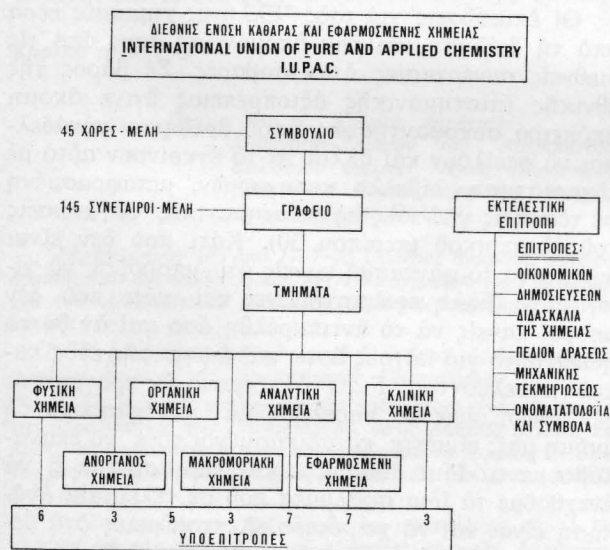 ΔΙΕΘΝΗΣ ΕΝΩΣΗ ΚΑΘΑΡΑΣ ΚΑΙ ΕΦΑΡΜΟΣΜΕΝΗΣ ΧΗΜΕΙΑΣ
INTERNATIONAL UNION OF PURE AND APPLIED CHEMISTRY
I.U.P.A.C.
45 ΧΩΡΕΣ - ΜΕΛΗ
ΣΥΜΒΟΥΛΙΟ
145 ΣΥΝΕΤΑΙΡΟΙ - ΜΕΛΗ
ΓΡΑΦΕΙΟ
ΕΚΤΕΛΕΣΤΙΚΗ
ΕΠΙΤΡΟΠΗ
ΤΜΗΜΑΤΑ
ΕΠΙΤΡΟΠΕΣ:
ΟΙΚΟΝΟΜΙΚΩΝ
ΔΗΜΟΣΙΕΥΣΕΩΝ
ΔΙΔΑΣΚΑΛΙΑ
ΤΗΣ ΧΗΜΕΙΑΣ
ΠΕΔΙΟΝ ΔΡΑΣΕΩΣ
ΜΗΧΑΝΙΚΗΣ
ΤΕΚΜΗΡΙΩΣΕΩΣ
ΟΝΟΜΑΤΑΤΟΛΟΓΙΑ
ΚΑΙ ΣΥΜΒΟΛΑ
ΦΥΣΙΚΗ
ΧΗΜΕΙΑ
ΟΡΓΑΝΙΚΗ
ΧΗΜΕΙΑ
ΑΝΑΛΥΤΙΚΗ
ΧΗΜΕΙΑ
ΚΛΙΝΙΚΗ
ΧΗΜΕΙΑ
ΑΝΟΡΓΑΝΟΣ
ΧΗΜΕΙΑ
ΜΑΚΡΟΜΟΡΙΑΚΗ
ΧΗΜΕΙΑ
ΕΦΑΡΜΟΣΜΕΝΗ
ΧΗΜΕΙΑ
6 3 5 3 7 7 3
ΥΠΟΕΠΙΤΡΟΠΕΣ